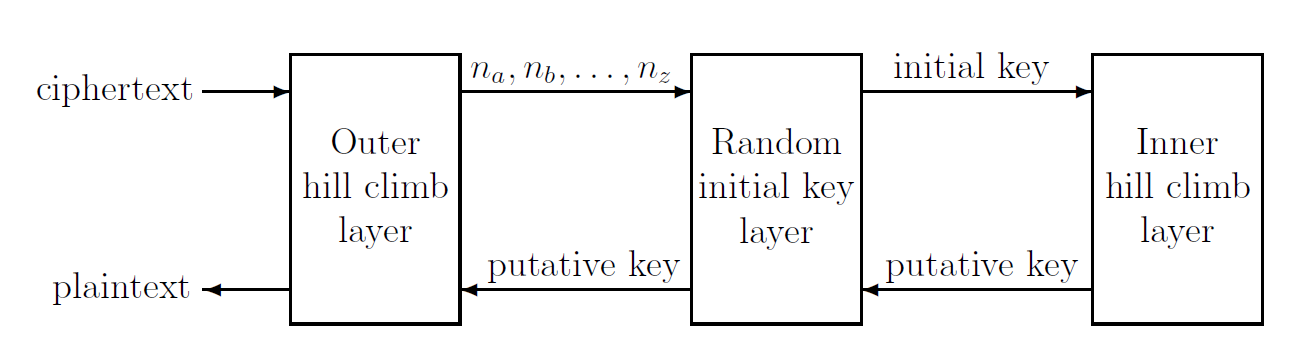 ciphertext
n_a, n_b, ..., n_z
initial key
Outer
hill climb
layer
Random
initial key
layer
Inner
hill climb
layer
plaintext
putative key
putative key